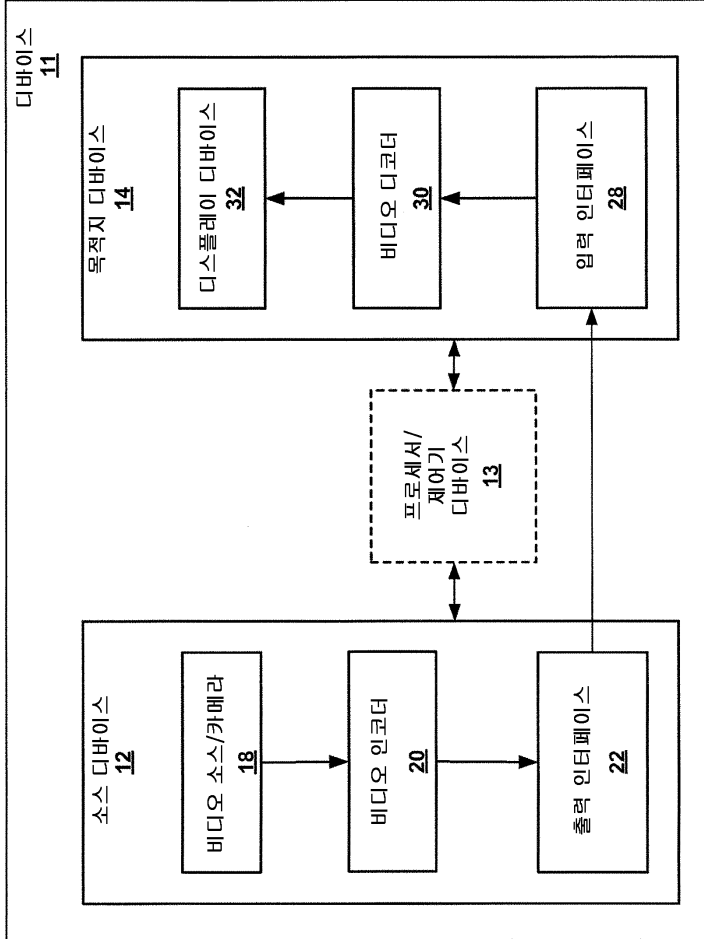 디바이스
11
소스 디바이스
12
비디오 소스/카메라
18
비디오 인코더
20
출력 인터페이스
22
프로세서/
제어기
디바이스
13
목적지 디바이스
14
디스플레이 디바이스
32
비디오 디코더
30
입력 인터페이스
28